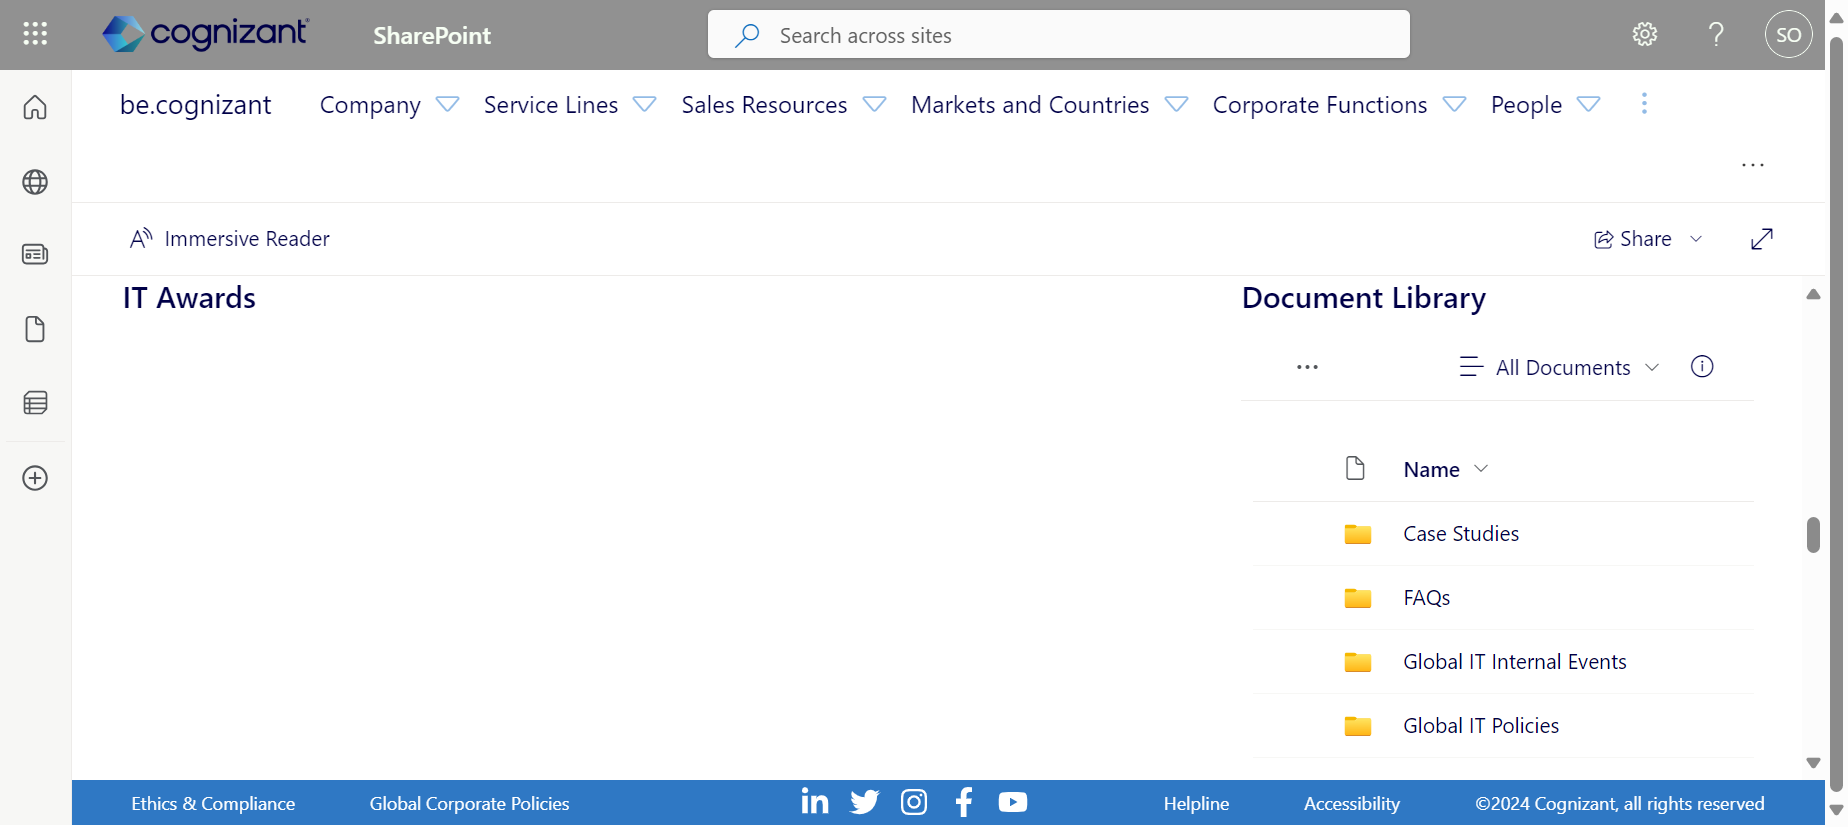 cognizant
SharePoint
Search across sites
SO
be.cognizant
Company
Service Lines
Sales Resources
Markets and Countries
Corporate Functions
People
Immersive Reader
Share
IT Awards
Document Library
All Documents
Name
Case Studies
FAQs
Global IT Internal Events
Global IT Policies
Ethics & Compliance
Global Corporate Policies
Helpline
Accessibility
©2024 Cognizant, all rights reserved